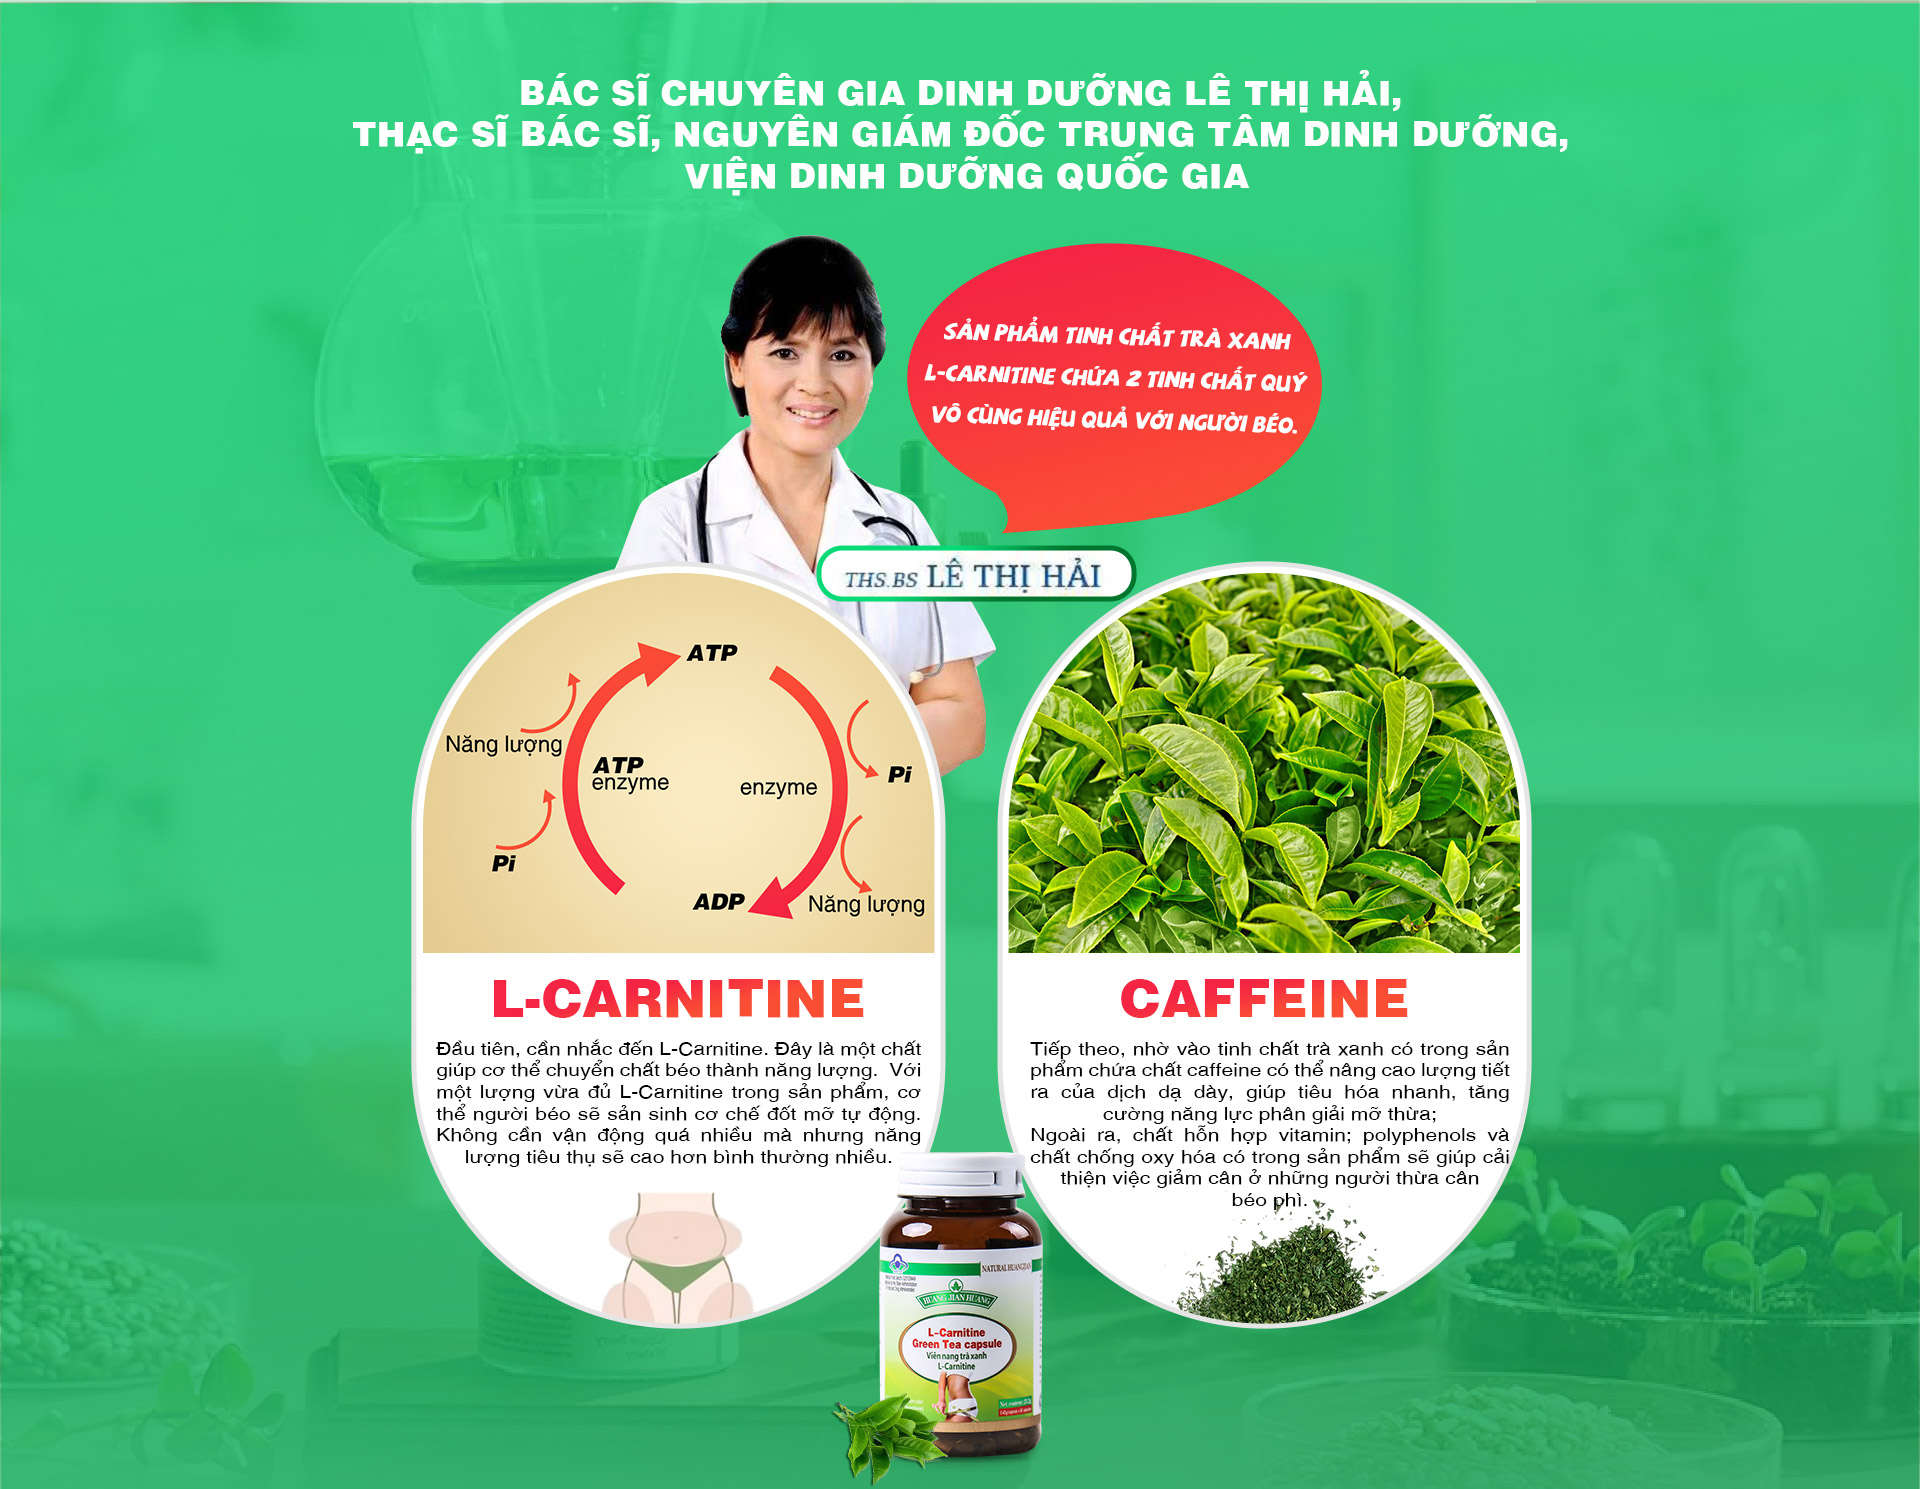 BÁC SĨ CHUYÊN GIA DINH DƯỠNG LÊ THỊ HẢI,
THẠC SĨ BÁC SĨ, NGUYÊN GIÁM ĐỐC TRUNG TÂM DINH DƯỠNG,
VIỆN DINH DƯỠNG QUỐC GIA
SẢN PHẨM TINH CHẤT TRÀ XANH
L-CARNITINE CHỨA 2 TINH CHẤT QUÝ
VÔ CÙNG HIỆU QUẢ VỚI NGƯỜI BÉO.
THS.BS LÊ THỊ HẢI
ATP
Năng lượng
ATP
enzyme
enzyme
Pi
Pi
ADP
Năng lượng
L-CARNITINE
Đầu tiên, cần nhắc đến L-Carnitine. Đây là một chất
giúp cơ thể chuyển chất béo thành năng lượng. Với
một lượng vừa đủ L-Carnitine trong sản phẩm, cơ
thể người béo sẽ sản sinh cơ chế đốt mỡ tự động.
Không cần vận động quá nhiều mà nhưng năng
lượng tiêu thụ sẽ cao hơn bình thường nhiều.
CAFFEINE
Tiếp theo, nhờ vào tinh chất trà xanh có trong sản
phẩm chứa chất caffeine có thể nâng cao lượng tiết
ra của dịch dạ dày, giúp tiêu hóa nhanh, tăng
cường năng lực phân giải mỡ thừa;
Ngoài ra, chất hỗn hợp vitamin; polyphenols và
chất chống oxy hóa có trong sản phẩm sẽ giúp cải
thiện việc giảm cân ở những người thừa cân
béo phì.
NATURAL HUANGJIAN
HUANG JIAN HUANG
L-Carnitine
Green Tea capsule
Viên nang trà xanh
L-Carnitine